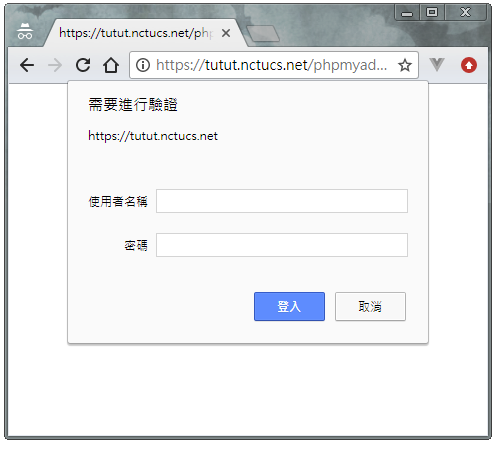 https://tutut.nctucs.net/php
https://tutut.nctucs.net/phpmyad...
需要進行驗證
https://tutut.nctucs.net
使用者名稱
密碼
登入 取消